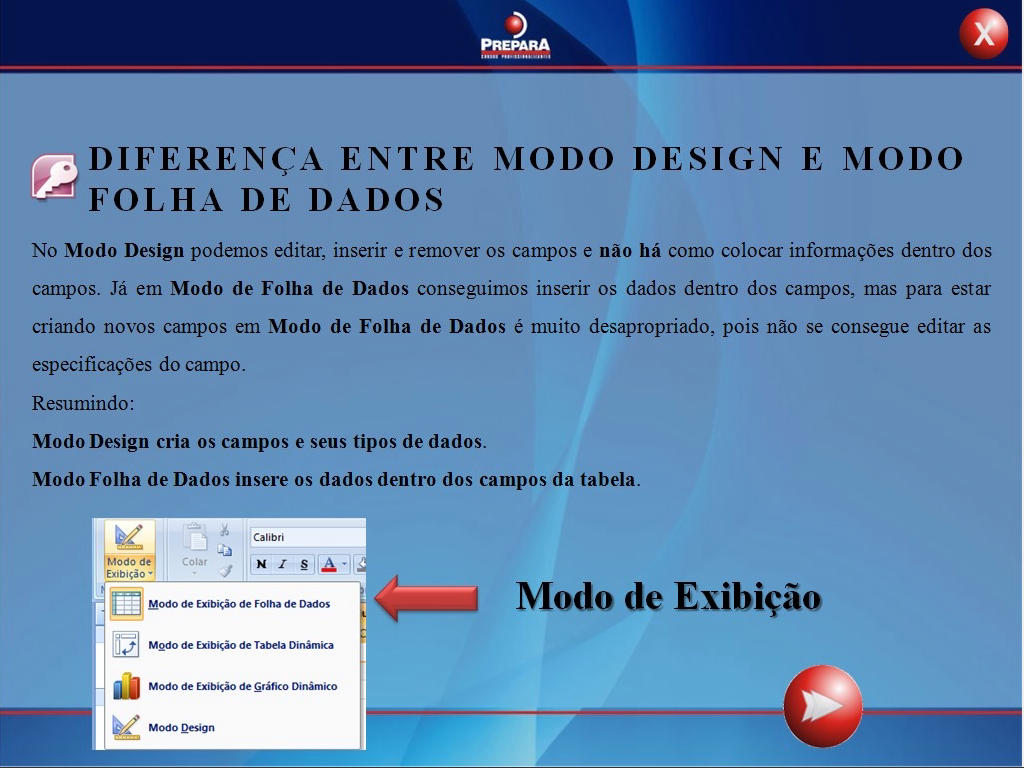 PREPARA
CURSOS PROFISSIONALIZANTES
X
DIFERENÇA ENTRE MODO DESIGN E MODO
FOLHA DE DADOS
No Modo Design podemos editar, inserir e remover os campos e não há como colocar informações dentro dos
campos. Já em Modo de Folha de Dados conseguimos inserir os dados dentro dos campos, mas para estar
criando novos campos em Modo de Folha de Dados é muito desapropriado, pois não se consegue editar as
especificações do campo.
Resumindo:
Modo Design cria os campos e seus tipos de dados.
Modo Folha de Dados insere os dados dentro dos campos da tabela.
Modo de
Exibição
Colar
Calibri
N I S A
Modo de Exibição de Folha de Dados
Modo de Exibição de Tabela Dinâmica
Modo de Exibição de Gráfico Dinâmico
Modo Design
Modo de Exibição